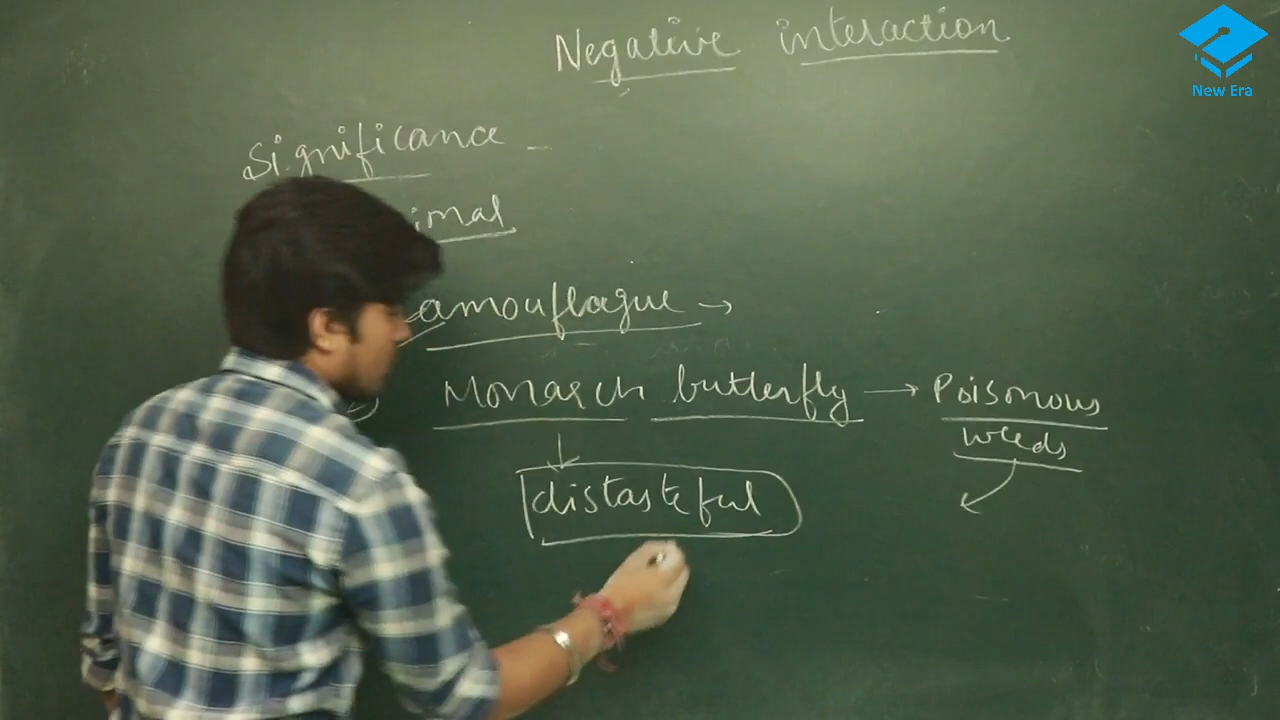 Negative interaction
New Era
Significance -
imal
amouflague →
Monarch butterfly → Poisonous
weeds
distasteful